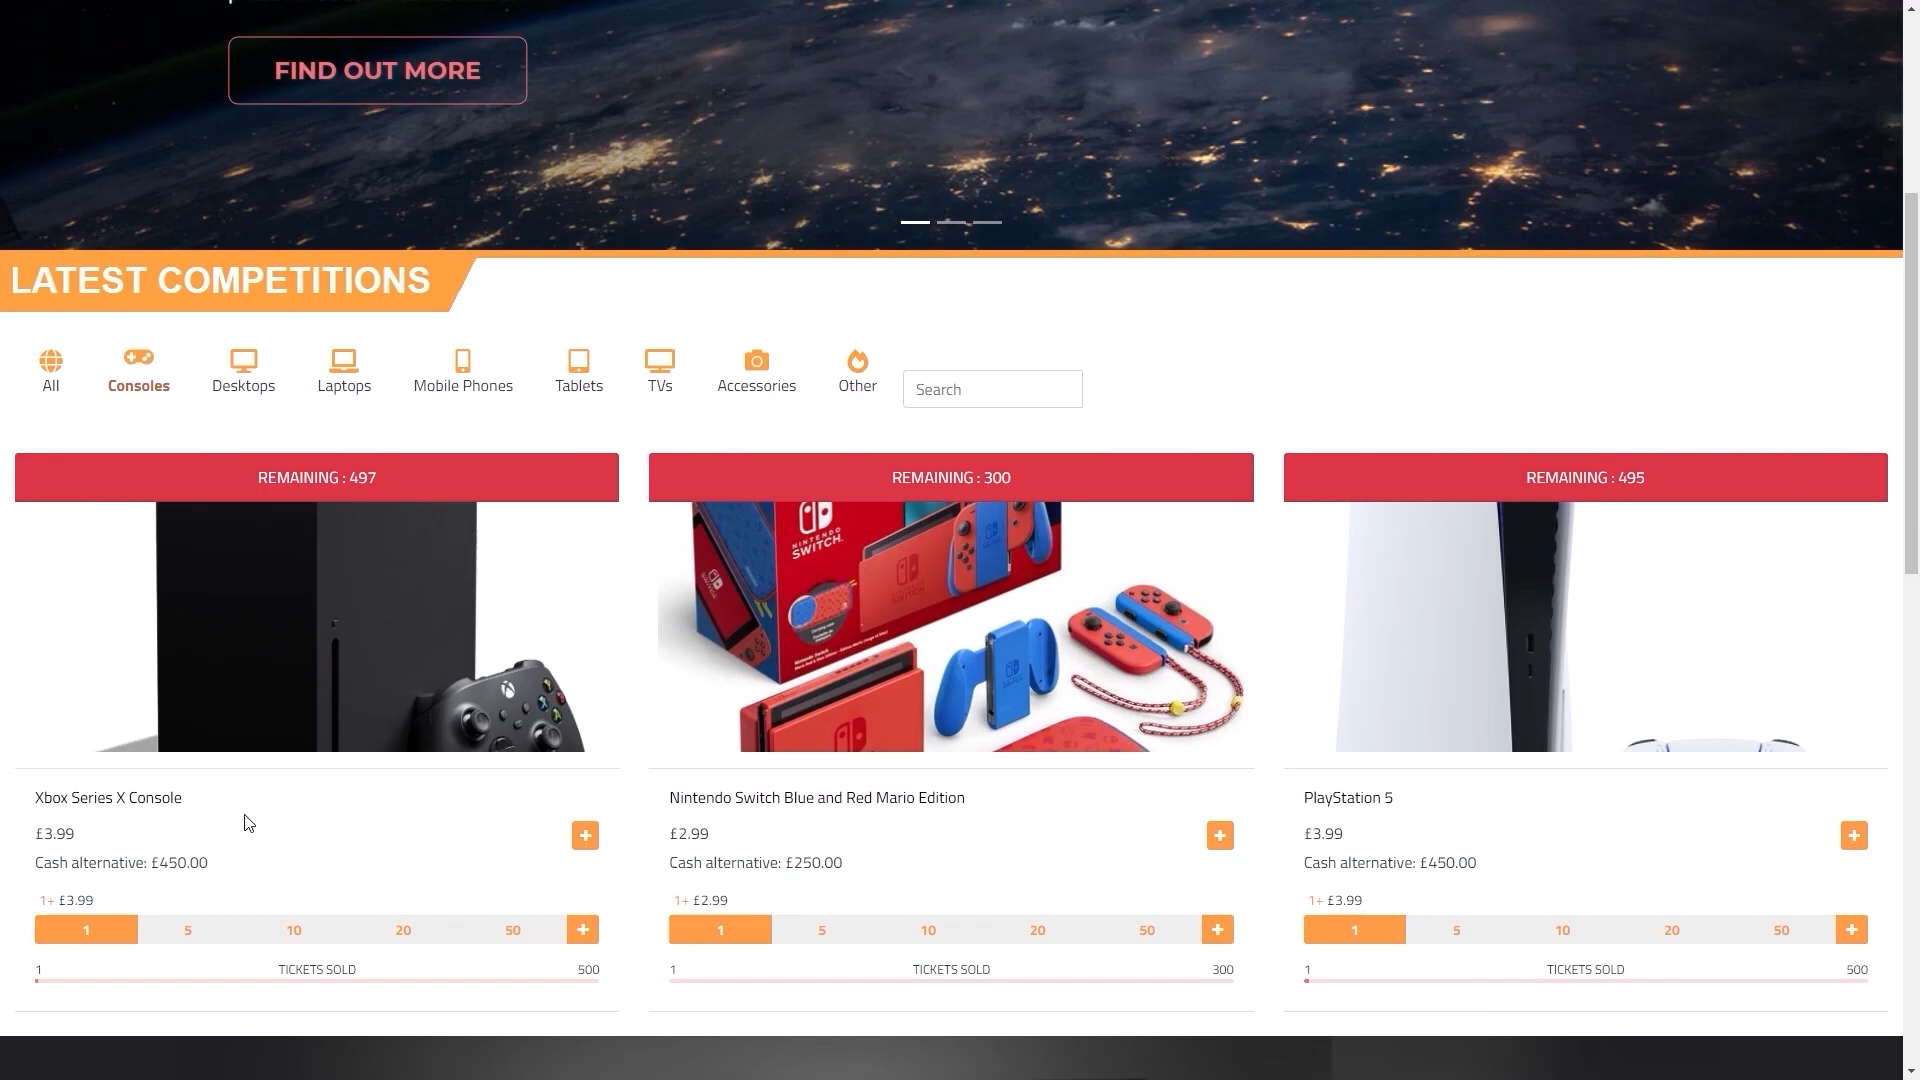 FIND OUT MORE
LATEST COMPETITIONS
All
Consoles
Desktops
Laptops
Mobile Phones
Tablets
TVs
Accessories
Other
Search
REMAINING : 497
REMAINING : 300
REMAINING : 495
NINTENDO
SWITCH
Xbox Series X Console
£3.99
Cash alternative: £450.00
1+ £3.99
1 5 10 20 50
1 TICKETS SOLD 500
Nintendo Switch Blue and Red Mario Edition
£2.99
Cash alternative: £250.00
1+ £2.99
1 5 10 20 50
1 TICKETS SOLD 300
PlayStation 5
£3.99
Cash alternative: £450.00
1+ £3.99
1 5 10 20 50
1 TICKETS SOLD 500